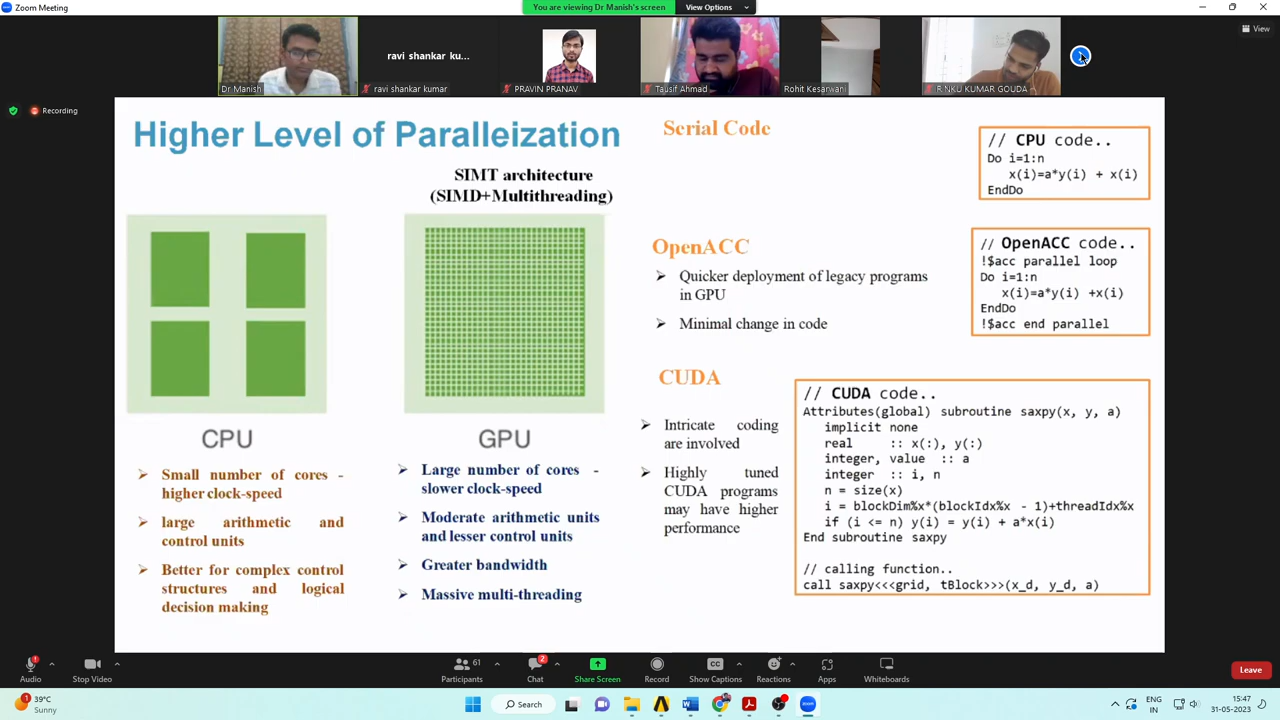 Zoom Meeting
You are viewing Dr Manish's screen
View Options
View
Recording
Dr Manish
ravi shankar ku...
ravi shankar kumar
PRAVIN PRANAV
Tausif Ahmad
Rohit Kesarwani
KUMAR GOUDA
Higher Level of Paralleization
SIMT architecture
(SIMD+Multithreading)
CPU
Small number of cores -
higher clock-speed
large arithmetic and
control units
Better for complex control
structures and logical
decision making
GPU
Large number of cores -
slower clock-speed
Moderate arithmetic units
and lesser control units
Greater bandwidth
Massive multi-threading
Serial Code
// CPU code..
Do i=1:n
x(i)=a*y(i) + x(i)
EndDo
OpenACC
Quicker deployment of legacy programs
in GPU
Minimal change in code
// OpenACC code..
!$acc parallel loop
Do i=1:n
x(i)=a*y(i) +x(i)
EndDo
!$acc end parallel
CUDA
Intricate coding
are involved
Highly tuned
CUDA programs
may have higher
performance
// CUDA code..
Attributes(global) subroutine saxpy(x, y, a)
implicit none
real :: x(:), y(:)
integer, value :: a
integer :: i, n
n = size(x)
i = blockDim%x*(blockIdx%x - 1)+threadIdx%x
if (i <= n) y(i) = y(i) + a*x(i)
End subroutine saxpy
// calling function..
call saxpy<<<grid, tBlock>>>(x_d, y_d, a)
Audio
Stop Video
61
Participants
2
Chat
Share Screen
Record
Show Captions
Reactions
Apps
Whiteboards
Leave
39°C
Sunny
Search
ENG
IN
15:47
31-05-2023